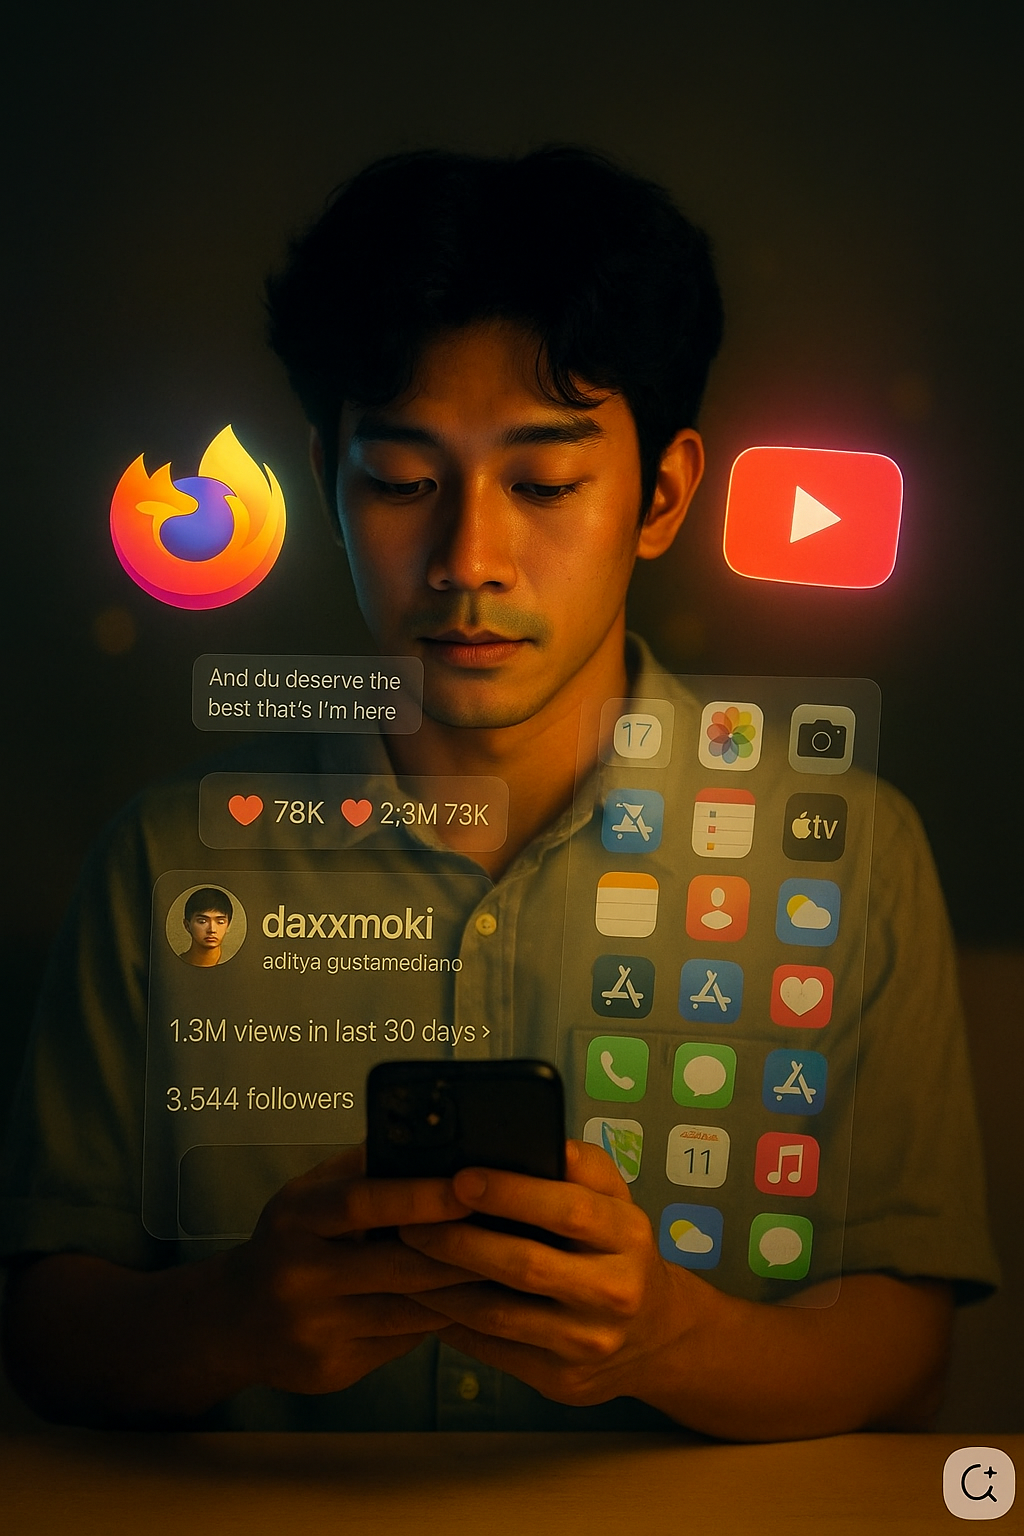 And du deserve the
best that's I'm here
78K 2;3M 73K
daxxmoki
aditya gustamediano
1.3M views in last 30 days ›
3.544 followers
17
tv
11